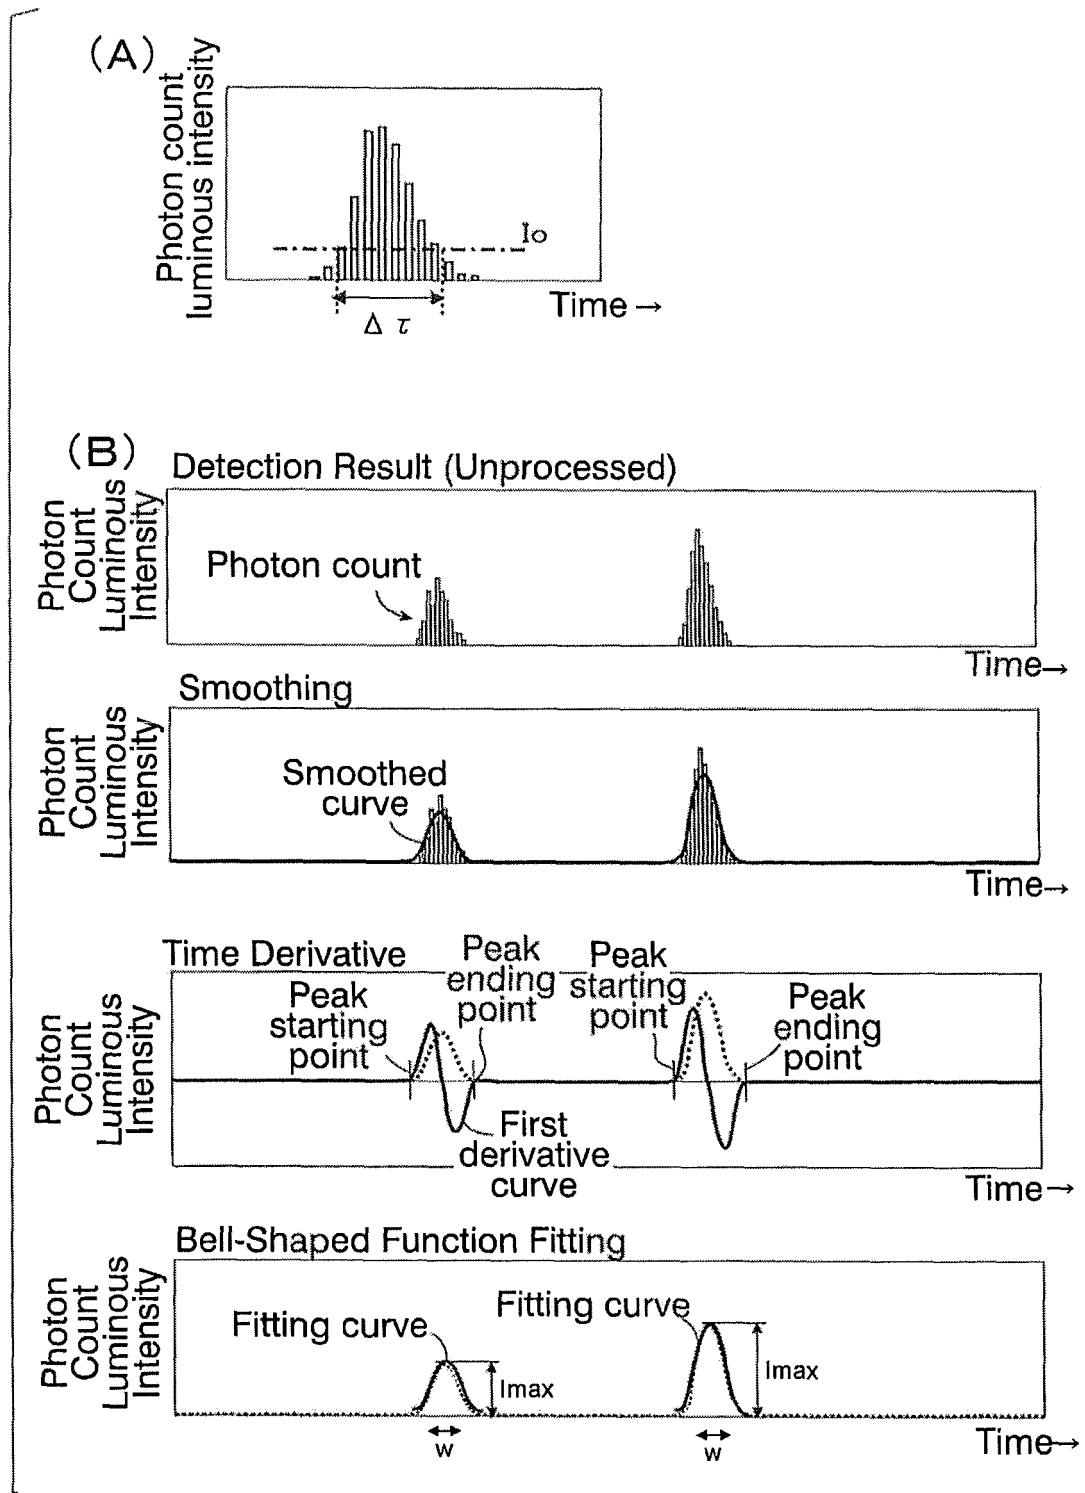 (A)
Photon count
luminous intensity
Io
Time→
Δ τ
(B)
Detection Result (Unprocessed)
Photon
Count
Luminous
Intensity
Photon count
Time→
Smoothing
Photon
Count
Luminous
Intensity
Smoothed
curve
Time→
Time Derivative
Photon
Count
Luminous
Intensity
Peak
starting
point
Peak
ending
point
Peak
starting
point
Peak
ending
point
First
derivative
curve
Time→
Bell-Shaped Function Fitting
Photon
Count
Luminous
Intensity
Fitting curve
Fitting curve
Imax
Imax
w
w
Time→